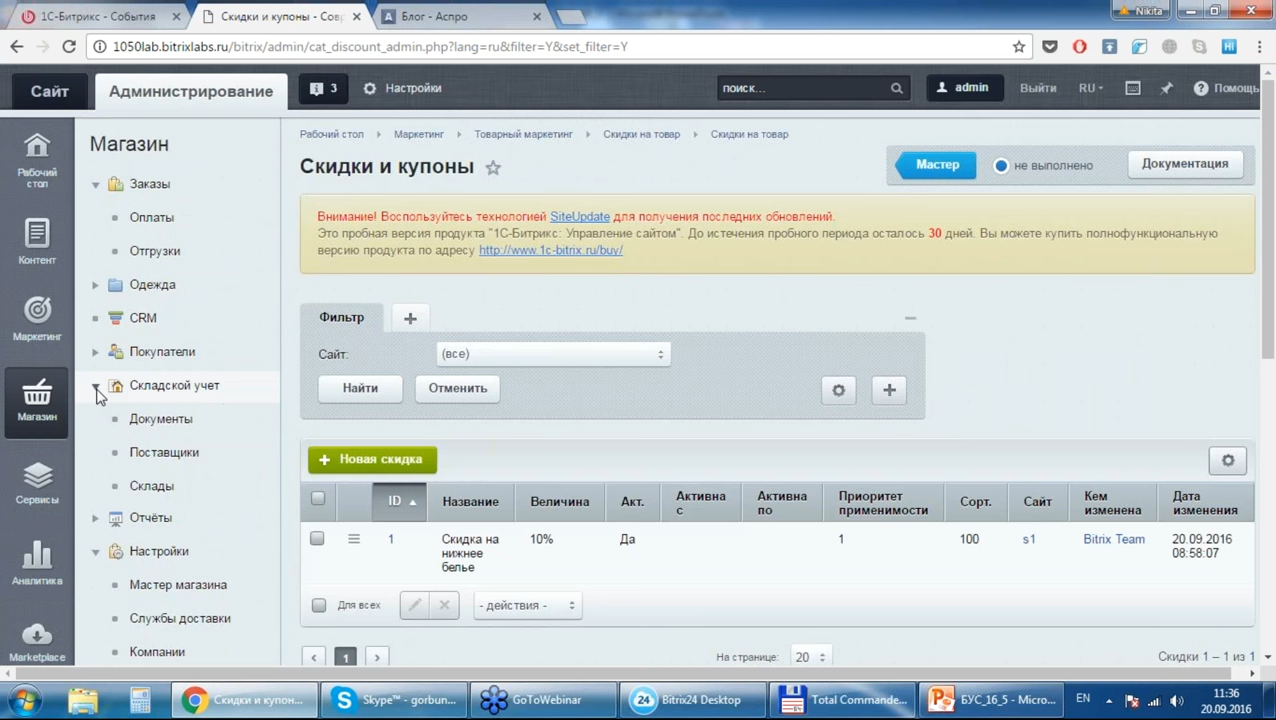 1С-Битрикс - События
Скидки и купоны - Совр
Блог - Аспро
Nikita
1050lab.bitrixlabs.ru/bitrix/admin/cat_discount_admin.php?lang=ru&filter=Y&set_filter=Y
Сайт
Администрирование
3
Настройки
поиск...
admin
Выйти
RU
Помощь
Рабочий стол
Маркетинг
Товарный маркетинг
Скидки на товар
Скидки на товар
Рабочий
стол
Контент
Маркетинг
Магазин
Сервисы
Аналитика
Marketplace
Магазин
Заказы
Оплаты
Отгрузки
Одежда
CRM
Покупатели
Складской учет
Документы
Поставщики
Склады
Отчёты
Настройки
Мастер магазина
Службы доставки
Компании
Скидки и купоны
Мастер
не выполнено
Документация
Внимание! Воспользуйтесь технологией SiteUpdate для получения последних обновлений.
Это пробная версия продукта "1С-Битрикс: Управление сайтом". До истечения пробного периода осталось 30 дней. Вы можете купить полнофункциональную
версию продукта по адресу http://www.1c-bitrix.ru/buy/
Фильтр
Сайт:
(все)
Найти
Отменить
+ Новая скидка
ID
Название
Величина
Акт.
Активна
с
Активна
по
Приоритет
применимости
Сорт.
Сайт
Кем
изменена
Дата
изменения
1
Скидка на
нижнее
белье
10%
Да
1
100
s1
Bitrix Team
20.09.2016
08:58:07
Для всех
- действия -
1
На странице:
20
Скидки 1 – 1 из 1
Скидки и купон...
Skype™ - gorbun...
GoToWebinar
24
Bitrix24 Desktop
Total Commande...
БУС_16_5 - Micro...
EN
11:36
20.09.2016